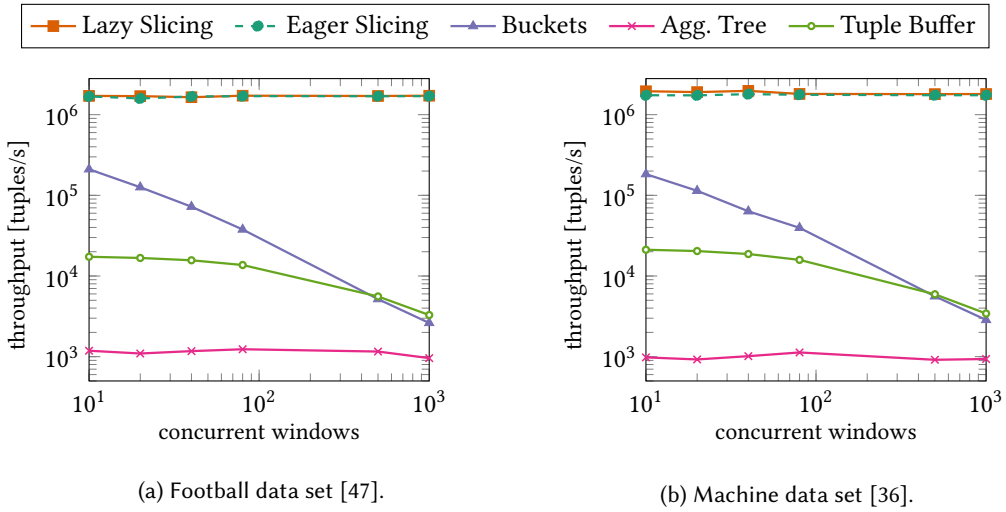 Lazy Slicing Eager Slicing Buckets Agg. Tree Tuple Buffer
throughput [tuples/s]
10^6
10^5
10^4
10^3
10^1 10^2 10^3
concurrent windows
(a) Football data set [47].
throughput [tuples/s]
10^6
10^5
10^4
10^3
10^1 10^2 10^3
concurrent windows
(b) Machine data set [36].